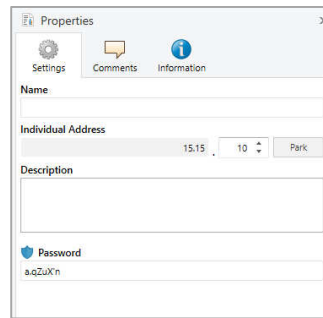 Properties
Settings Comments Information
Name
Individual Address
15.15 . 10 Park
Description
Password
a.qZuX'n